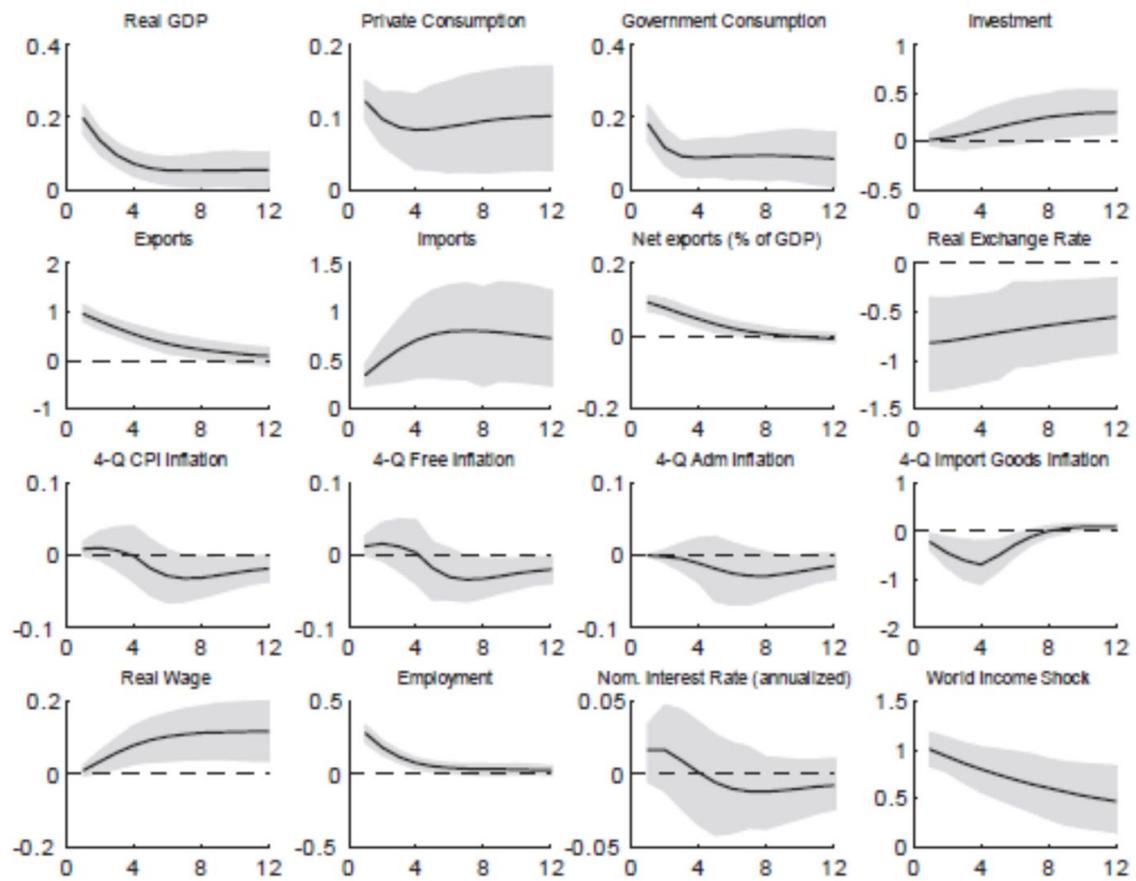 Real GDP Private Consumption Government Consumption Investment
0.4 0.2 0.4 1
0.2 0.1 0.2 0.5
0
0 0 0 -0.5
0 4 8 12 0 4 8 12 0 4 8 12 0 4 8 12
Exports Imports Net exports (% of GDP) Real Exchange Rate
2 1.5 0.2 0
1 1 -0.5
0 0.5 0 -1
-1 0 -0.2 -1.5
0 4 8 12 0 4 8 12 0 4 8 12 0 4 8 12
4-Q CPI Inflation 4-Q Free Inflation 4-Q Adm Inflation 4-Q Import Goods Inflation
0.1 0.1 0.1 1
0 0 0 0
-1
-0.1 -0.1 -0.1 -2
0 4 8 12 0 4 8 12 0 4 8 12 0 4 8 12
Real Wage Employment Nom. Interest Rate (annualized) World Income Shock
0.2 0.5 0.05 1.5
0 0 0 1
0.5
-0.2 -0.5 -0.05 0
0 4 8 12 0 4 8 12 0 4 8 12 0 4 8 12